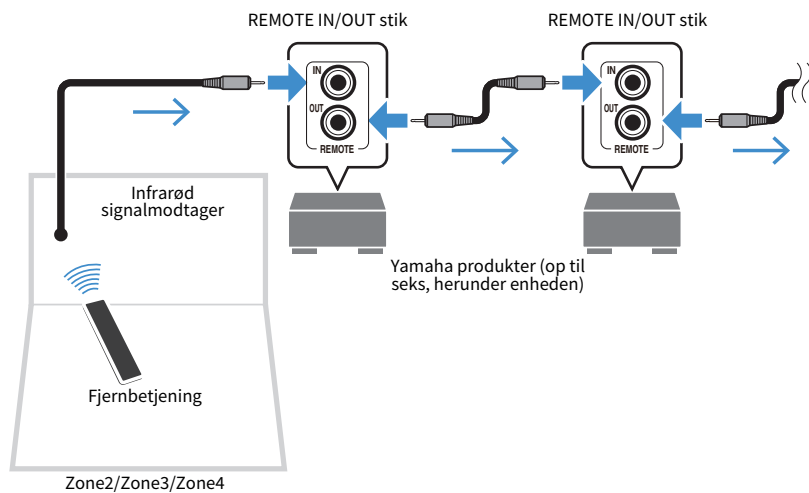 REMOTE IN/OUT stik
REMOTE IN/OUT stik
IN
OUT
REMOTE
IN
OUT
REMOTE
Infrarød
signalmodtager
Yamaha produkter (op til
seks, herunder enheden)
Fjernbetjening
Zone2/Zone3/Zone4